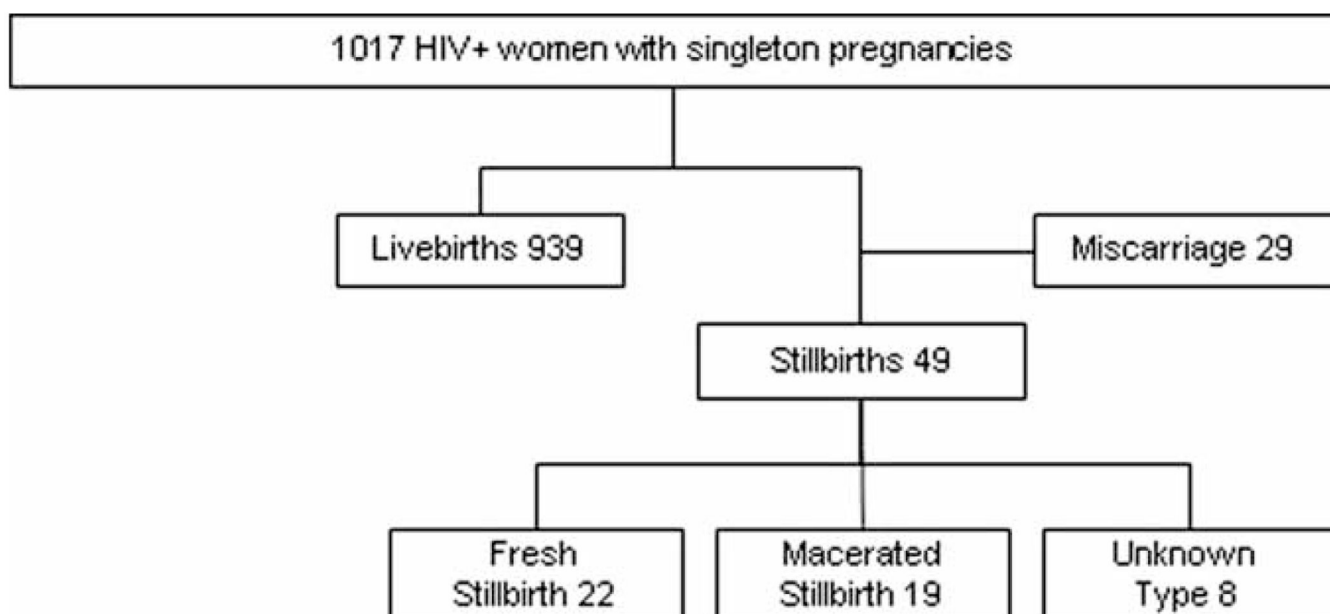 1017 HIV+ women with singleton pregnancies
Livebirths 939
Miscarriage 29
Stillbirths 49
Fresh
Stillbirth 22
Macerated
Stillbirth 19
Unknown
Type 8